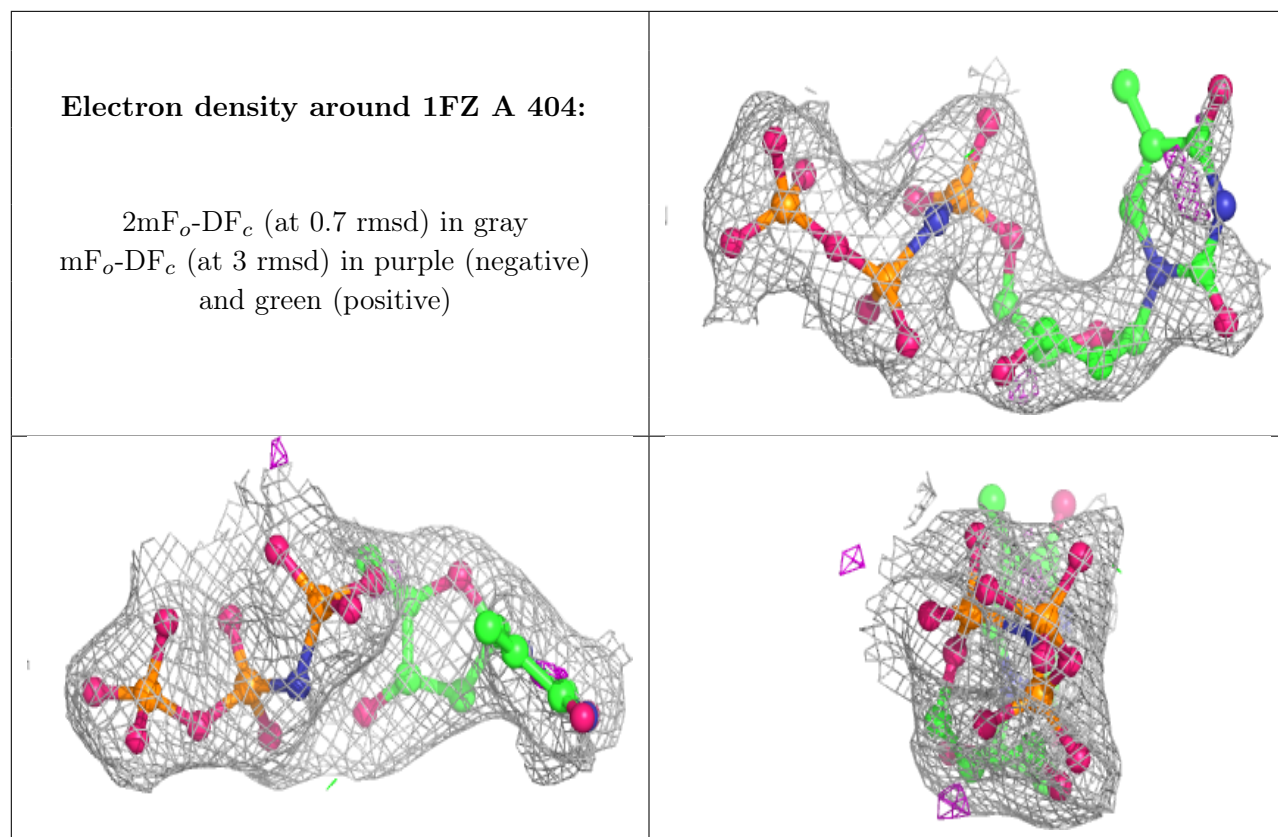 Electron density around 1FZ A 404:
2mFₒ-DF𝒸 (at 0.7 rmsd) in gray
mFₒ-DF𝒸 (at 3 rmsd) in purple (negative)
and green (positive)